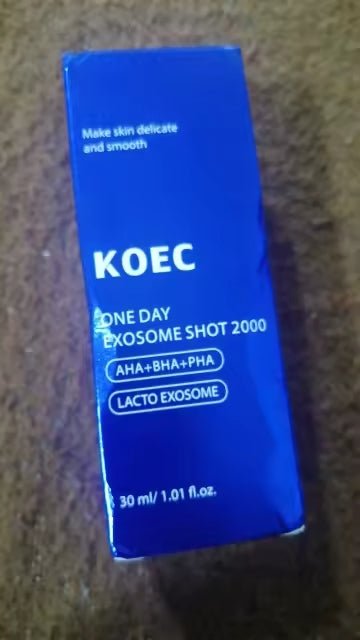 Make skin delicate
and smooth
KOEC
ONE DAY
EXOSOME SHOT 2000
AHA+BHA+PHA
LACTO EXOSOME
30 ml/ 1.01 fl.oz.